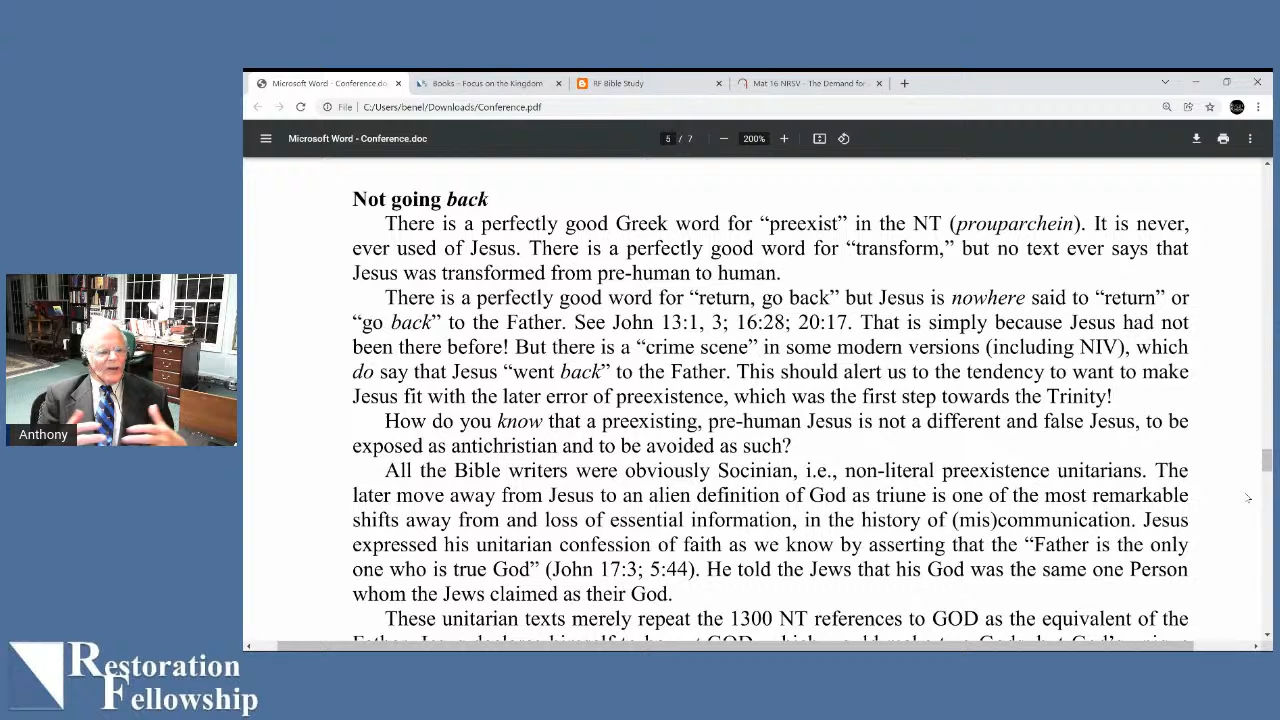 Microsoft Word - Conference.doc
Books – Focus on the Kingdom
RF Bible Study
Mat 16 NRSV - The Demand for
File | C:/Users/benel/Downloads/Conference.pdf
Microsoft Word - Conference.doc
5 / 7
200%
Not going back
There is a perfectly good Greek word for “preexist” in the NT (prouparchein). It is never,
ever used of Jesus. There is a perfectly good word for “transform,” but no text ever says that
Jesus was transformed from pre-human to human.
There is a perfectly good word for “return, go back” but Jesus is nowhere said to “return” or
“go back” to the Father. See John 13:1, 3; 16:28; 20:17. That is simply because Jesus had not
been there before! But there is a “crime scene” in some modern versions (including NIV), which
do say that Jesus “went back” to the Father. This should alert us to the tendency to want to make
Jesus fit with the later error of preexistence, which was the first step towards the Trinity!
How do you know that a preexisting, pre-human Jesus is not a different and false Jesus, to be
exposed as antichristian and to be avoided as such?
All the Bible writers were obviously Socinian, i.e., non-literal preexistence unitarians. The
later move away from Jesus to an alien definition of God as triune is one of the most remarkable
shifts away from and loss of essential information, in the history of (mis)communication. Jesus
expressed his unitarian confession of faith as we know by asserting that the “Father is the only
one who is true God” (John 17:3; 5:44). He told the Jews that his God was the same one Person
whom the Jews claimed as their God.
These unitarian texts merely repeat the 1300 NT references to GOD as the equivalent of the
Anthony
Restoration
Fellowship